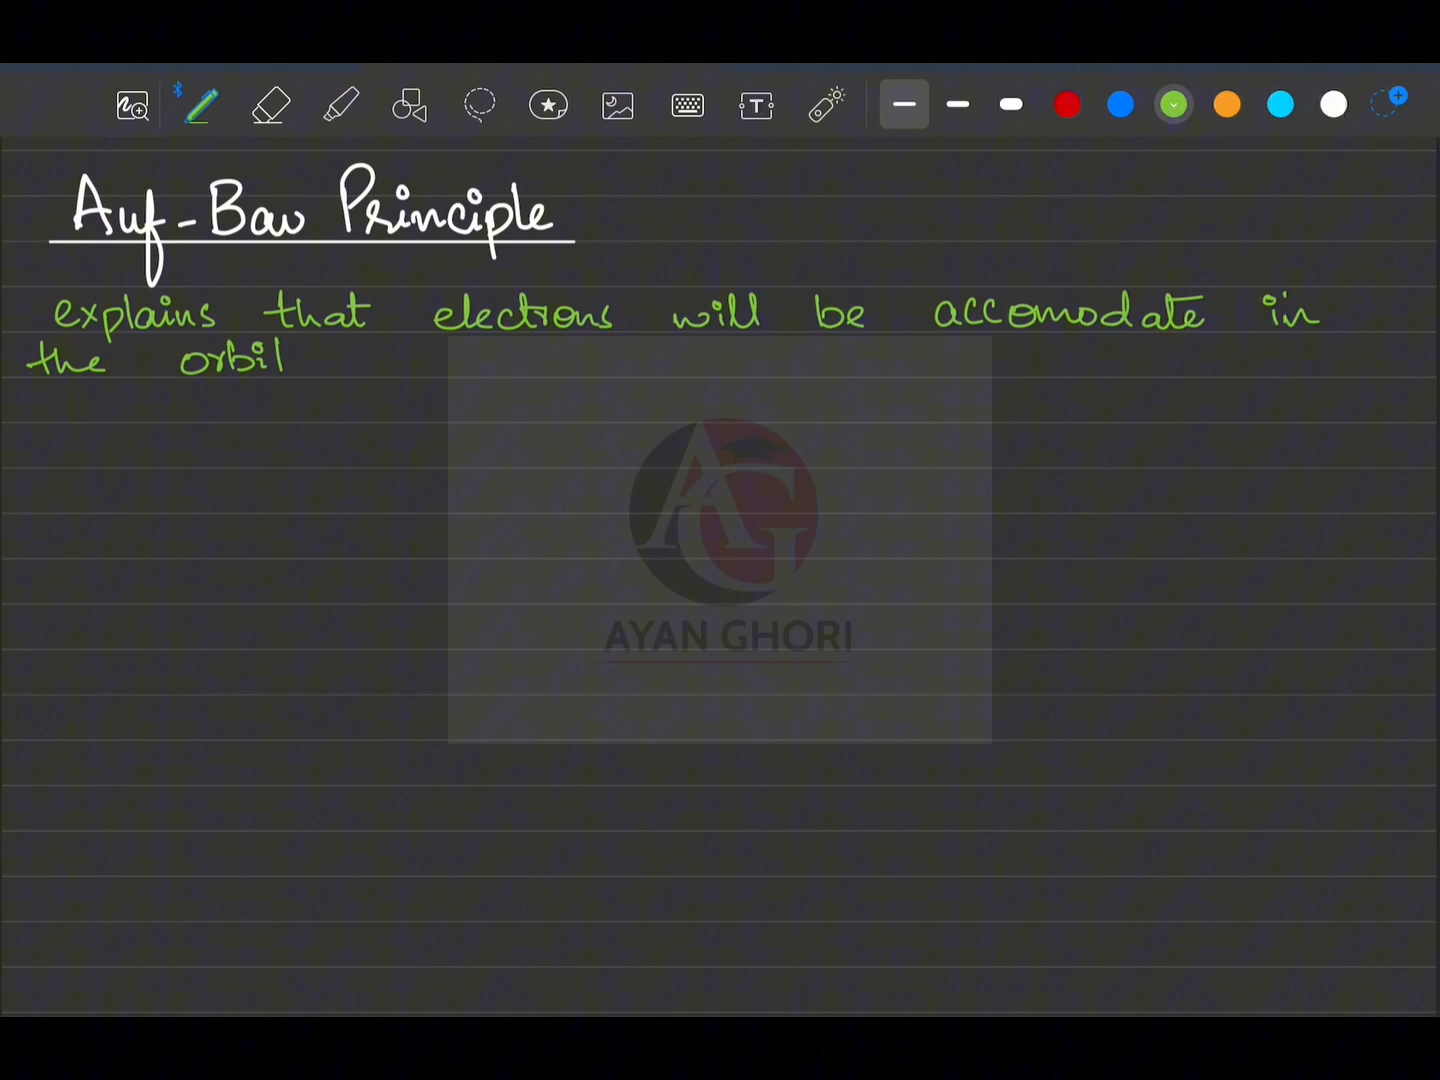 Auf-Bau Principle
explains that electrons will be accomodate in
the orbil
AYAN GHORI